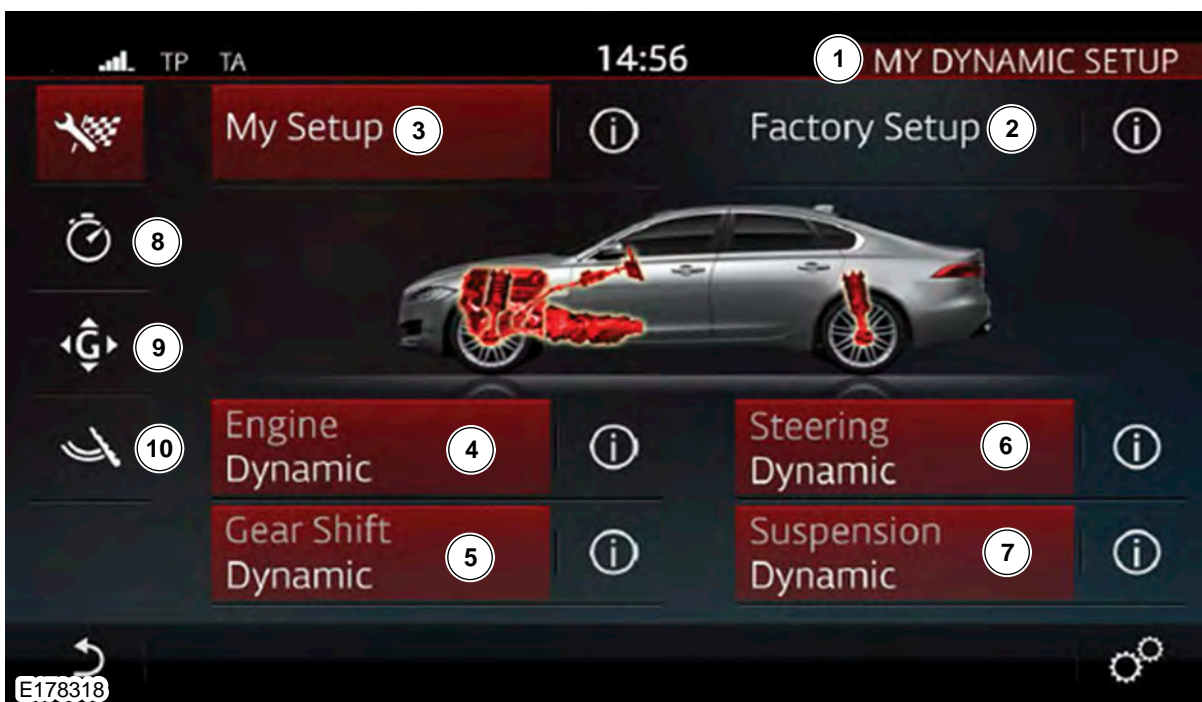 TP TA 14:56 1 MY DYNAMIC SETUP
My Setup 3 i Factory Setup 2 i
8
G 9
10
Engine
Dynamic
4 i
Steering
Dynamic
6 i
Gear Shift
Dynamic
5 i
Suspension
Dynamic
7 i
E178318